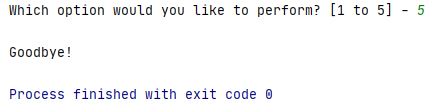 Which option would you like to perform? [1 to 5] - 5
Goodbye!
Process finished with exit code 0